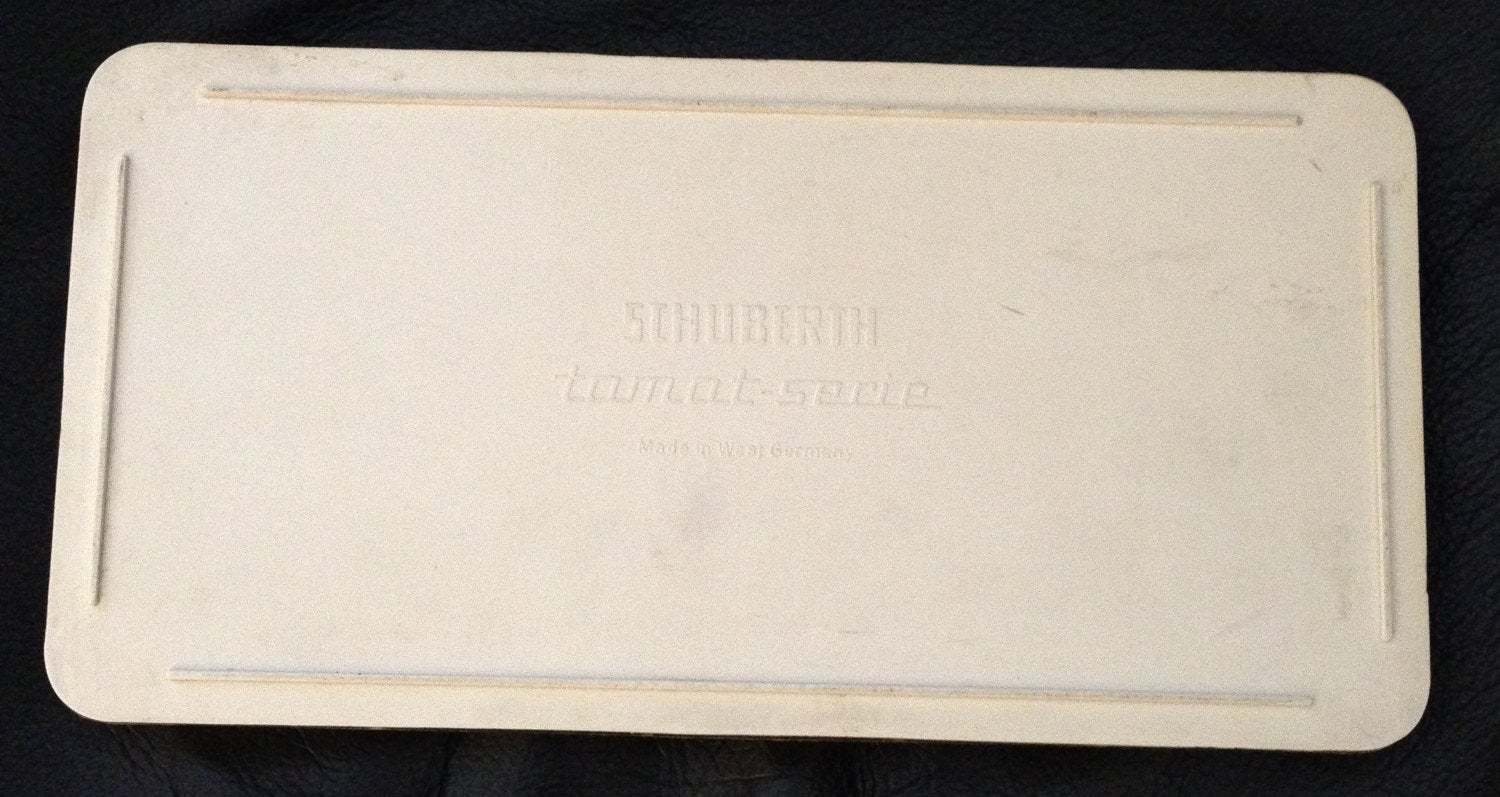 SCHUBERTH
tamat-serie
Made in West Germany